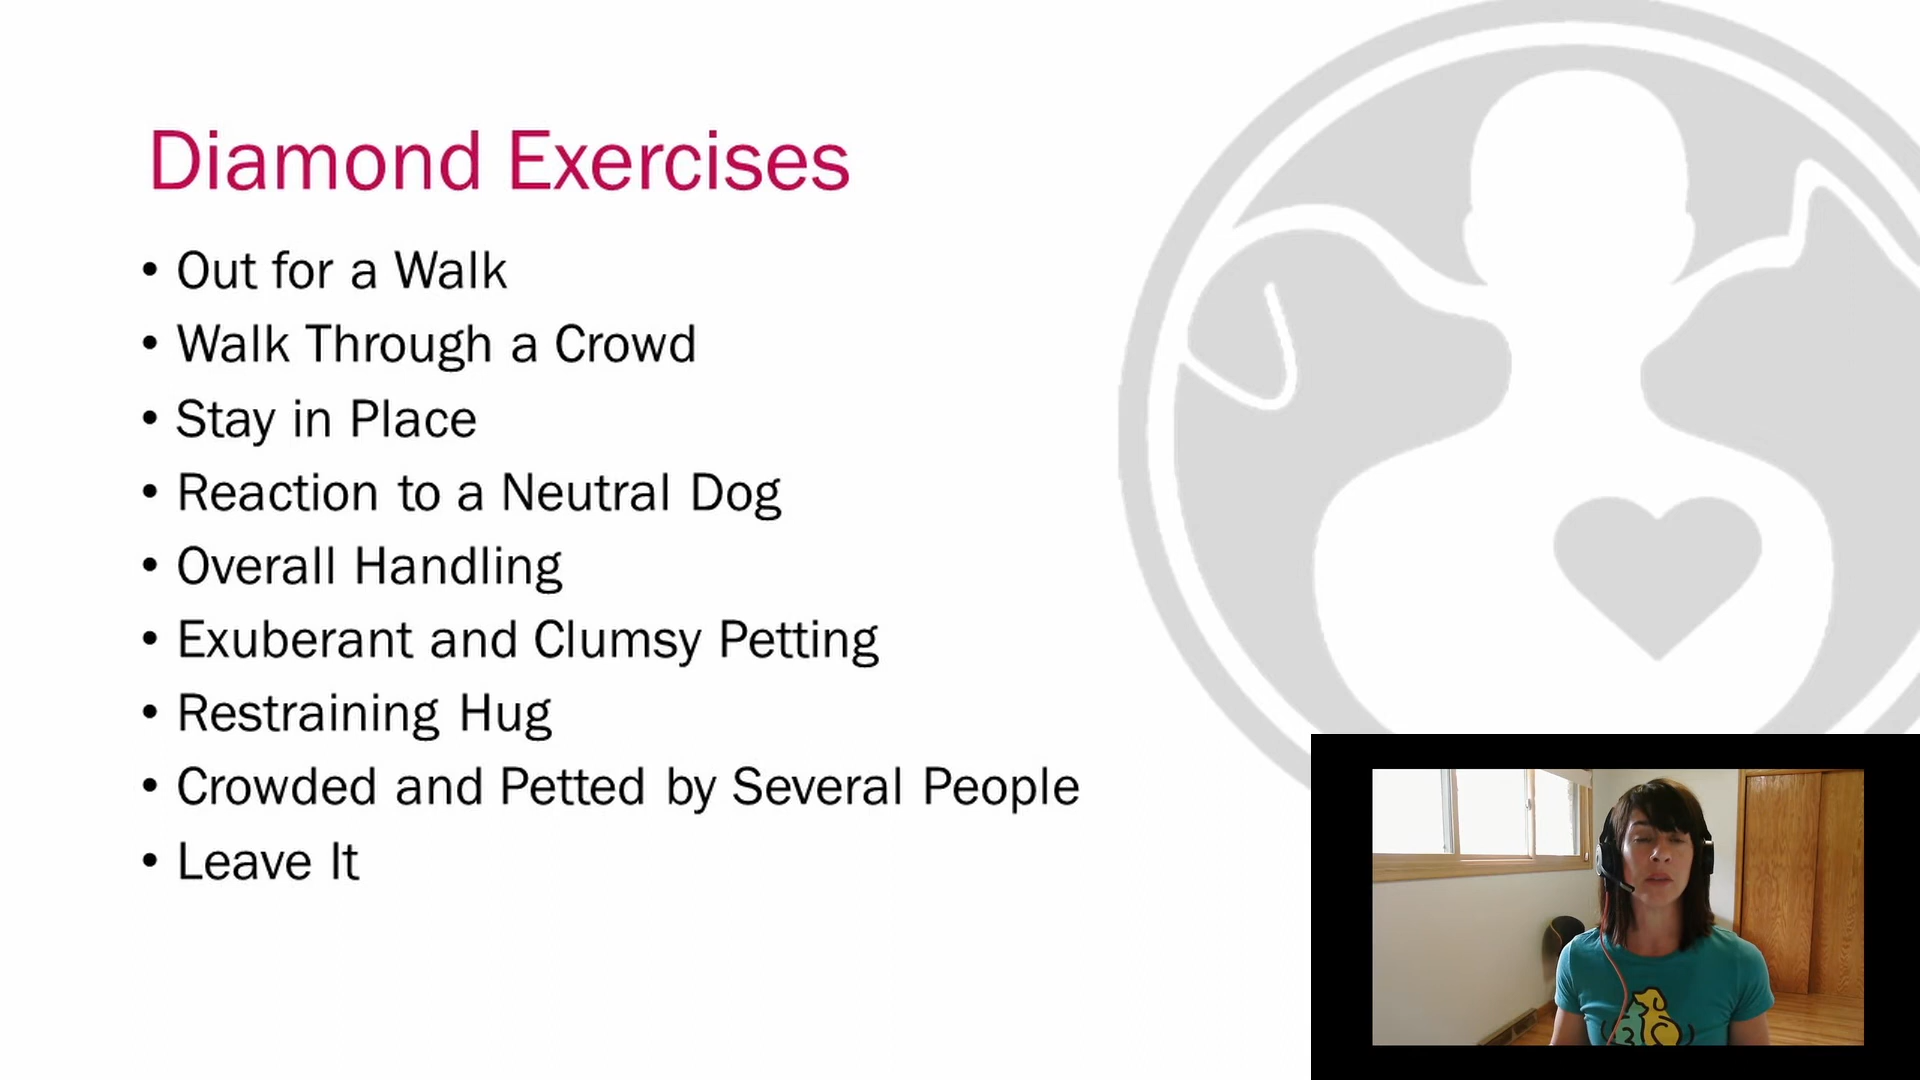 Diamond Exercises
• Out for a Walk
• Walk Through a Crowd
• Stay in Place
• Reaction to a Neutral Dog
• Overall Handling
• Exuberant and Clumsy Petting
• Restraining Hug
• Crowded and Petted by Several People
• Leave It